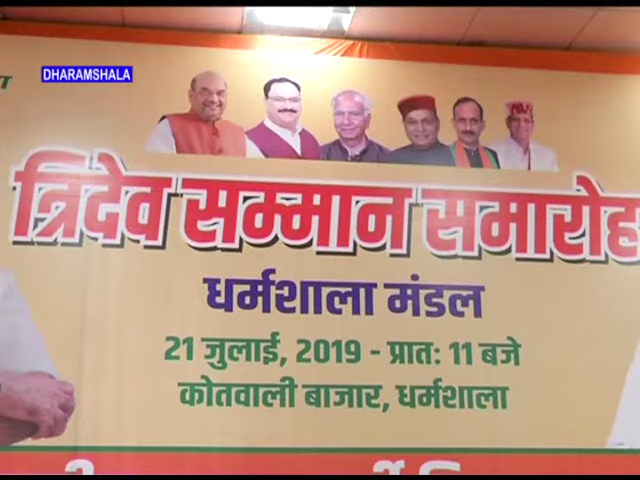 DHARAMSHALA
त्रिदेव सम्मान समारोह
धर्मशाला मंडल
21 जुलाई, 2019 - प्रात: 11 बजे
कोतवाली बाजार, धर्मशाला